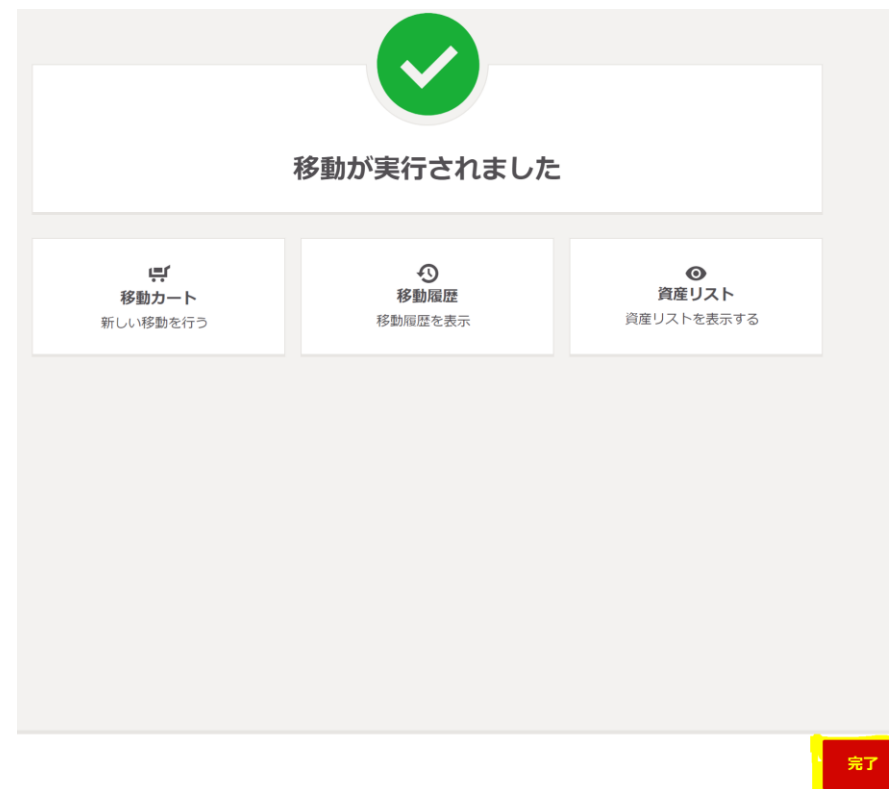 移動が実行されました
移動カート
新しい移動を行う
移動履歴
移動履歴を表示
資産リスト
資産リストを表示する
完了